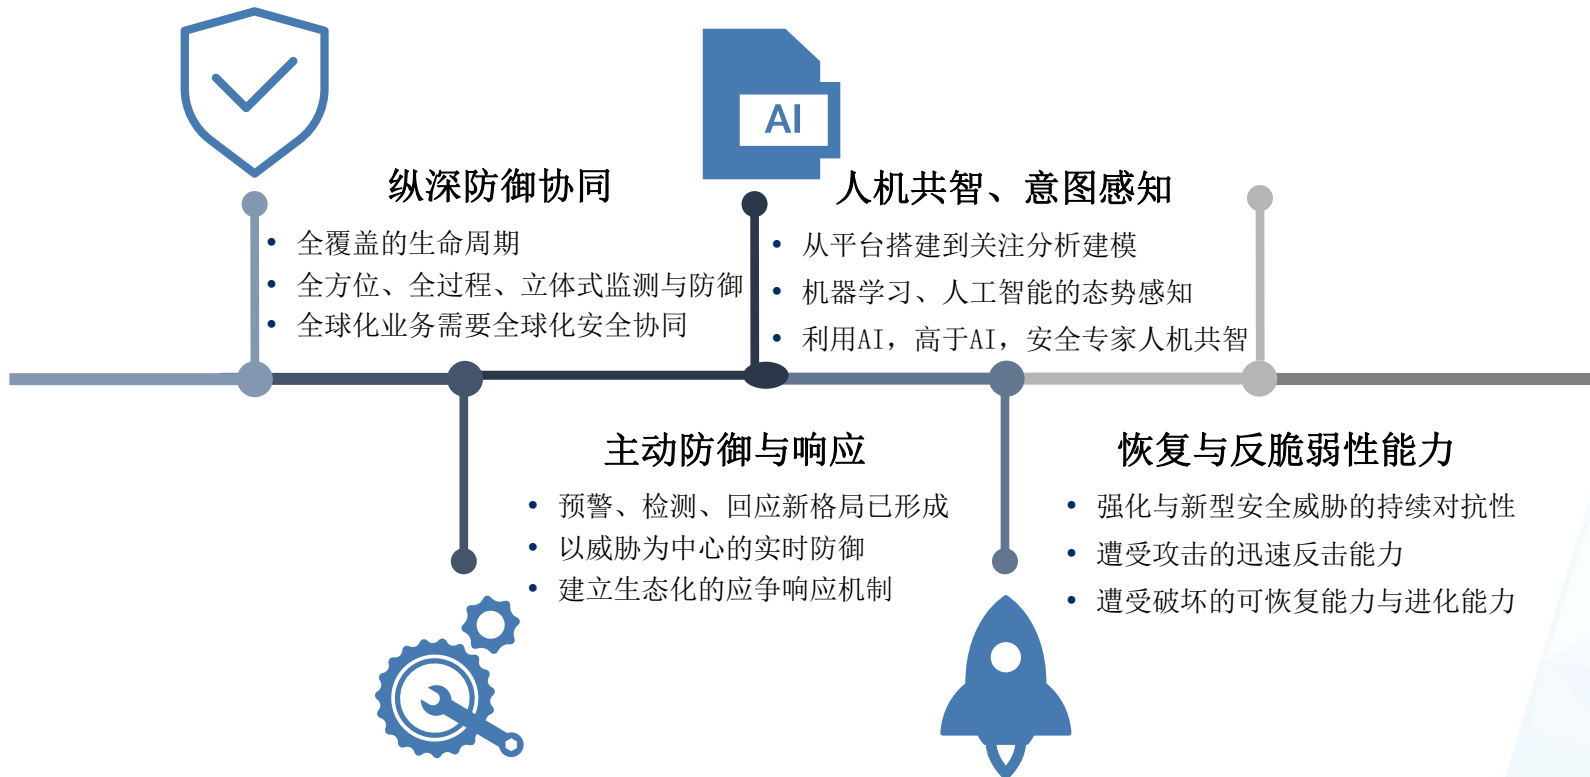 AI
纵深防御协同
• 全覆盖的生命周期
• 全方位、全过程、立体式监测与防御
• 全球化业务需要全球化安全协同
人机共智、意图感知
• 从平台搭建到关注分析建模
• 机器学习、人工智能的态势感知
• 利用AI，高于AI，安全专家人机共智
主动防御与响应
• 预警、检测、回应新格局已形成
• 以威胁为中心的实时防御
• 建立生态化的应争响应机制
恢复与反脆弱性能力
• 强化与新型安全威胁的持续对抗性
• 遭受攻击的迅速反击能力
• 遭受破坏的可恢复能力与进化能力